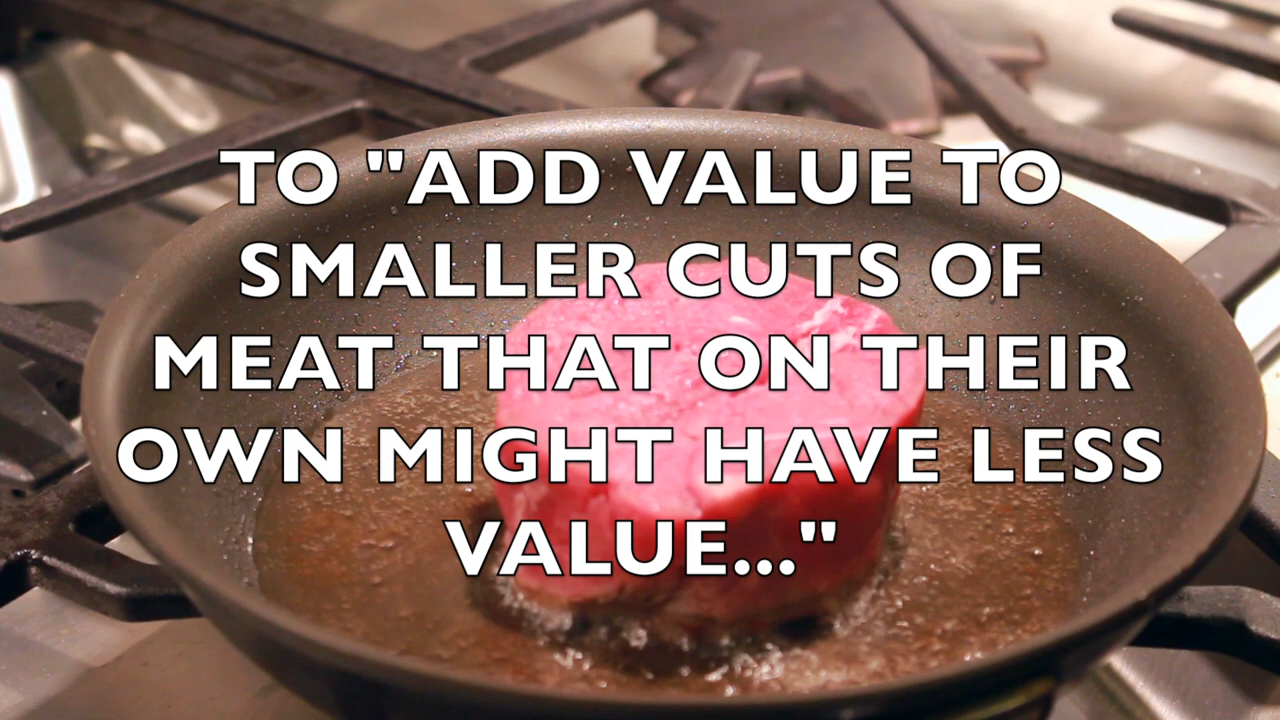 TO "ADD VALUE TO
SMALLER CUTS OF
MEAT THAT ON THEIR
OWN MIGHT HAVE LESS
VALUE..."